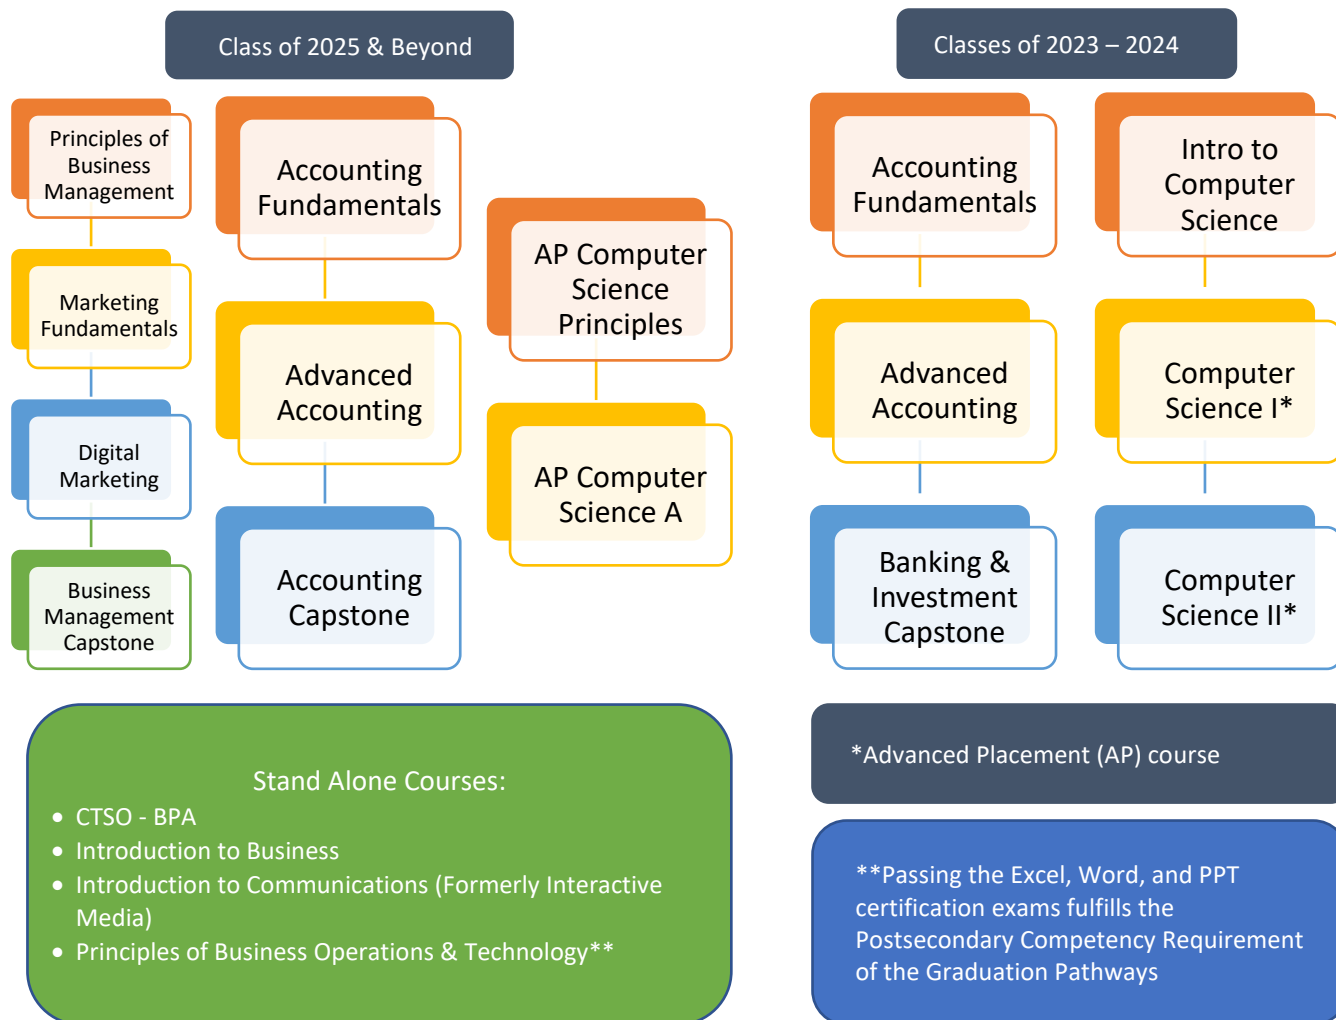 Class of 2025 & Beyond
Principles of
Business
Management
Marketing
Fundamentals
Digital
Marketing
Business
Management
Capstone
Accounting
Fundamentals
Advanced
Accounting
Accounting
Capstone
AP Computer
Science
Principles
AP Computer
Science A
Classes of 2023 – 2024
Accounting
Fundamentals
Advanced
Accounting
Banking &
Investment
Capstone
Intro to
Computer
Science
Computer
Science I*
Computer
Science II*
Stand Alone Courses:
• CTSO - BPA
• Introduction to Business
• Introduction to Communications (Formerly Interactive
Media)
• Principles of Business Operations & Technology**
*Advanced Placement (AP) course
**Passing the Excel, Word, and PPT
certification exams fulfills the
Postsecondary Competency Requirement
of the Graduation Pathways